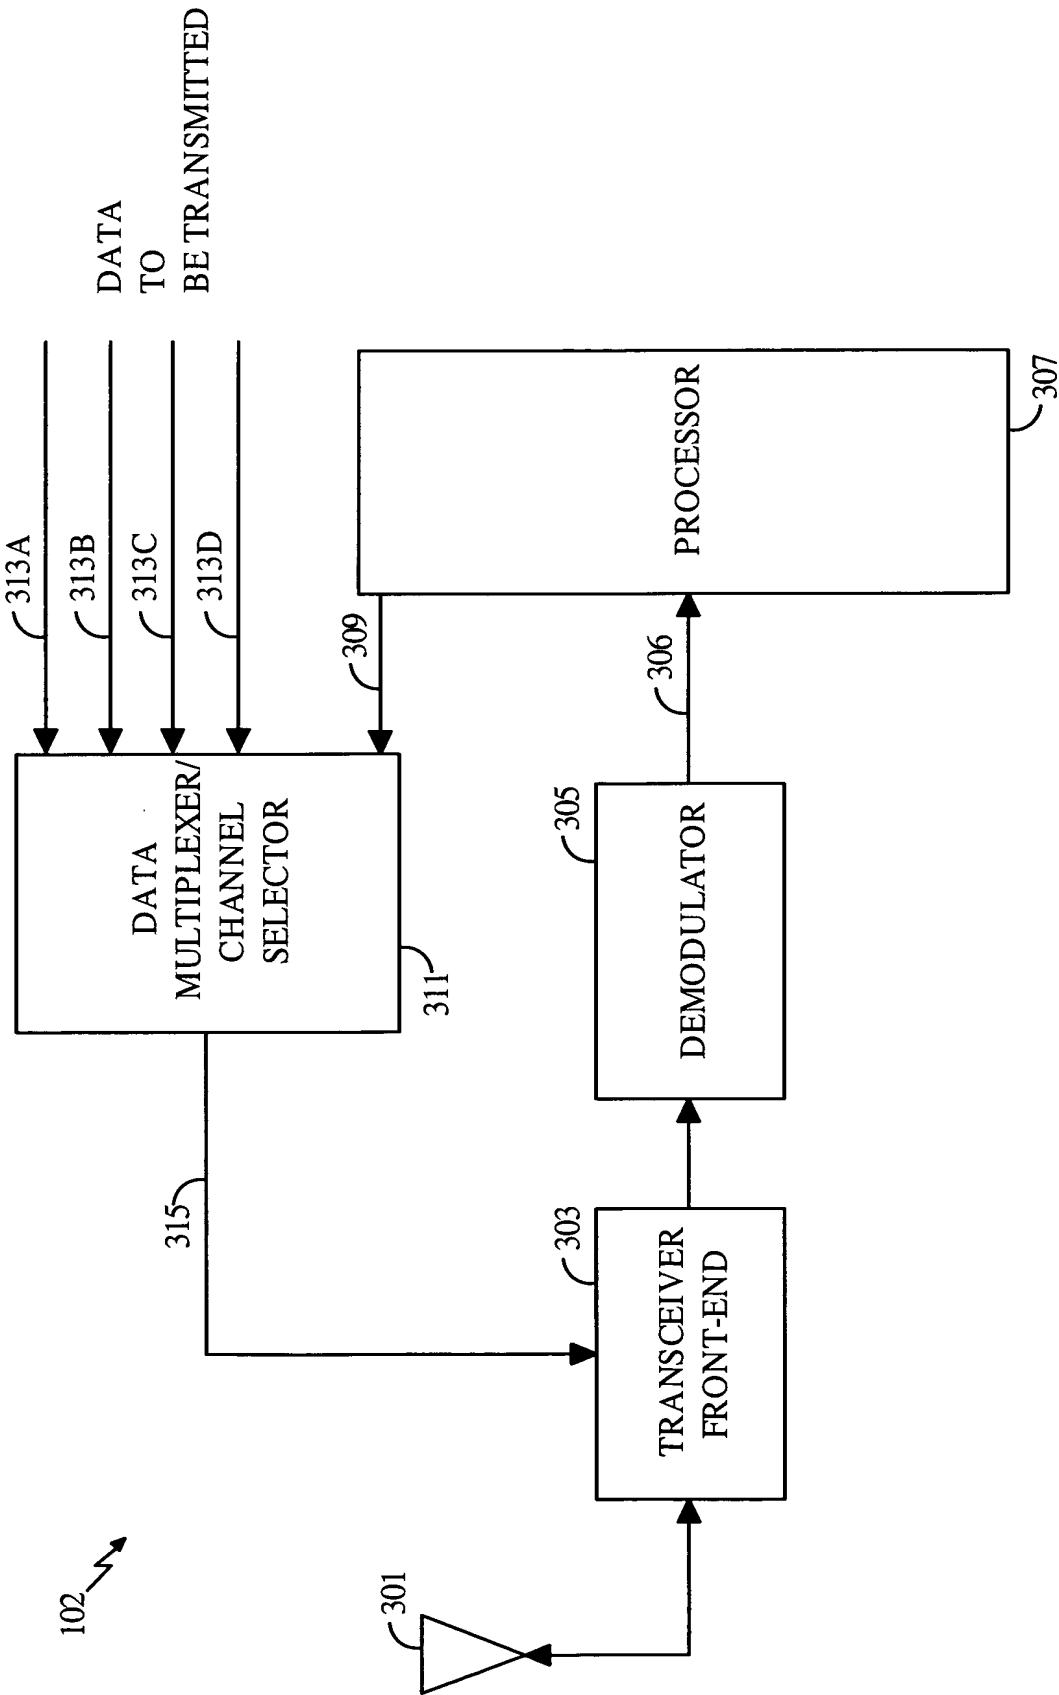 102
301
315
TRANSCEIVER
FRONT-END
303
DATA
MULTIPLEXER/
CHANNEL
SELECTOR
311
DEMODULATOR
305
306
309
313A
313B
313C
313D
DATA
TO
BE TRANSMITTED
PROCESSOR
307